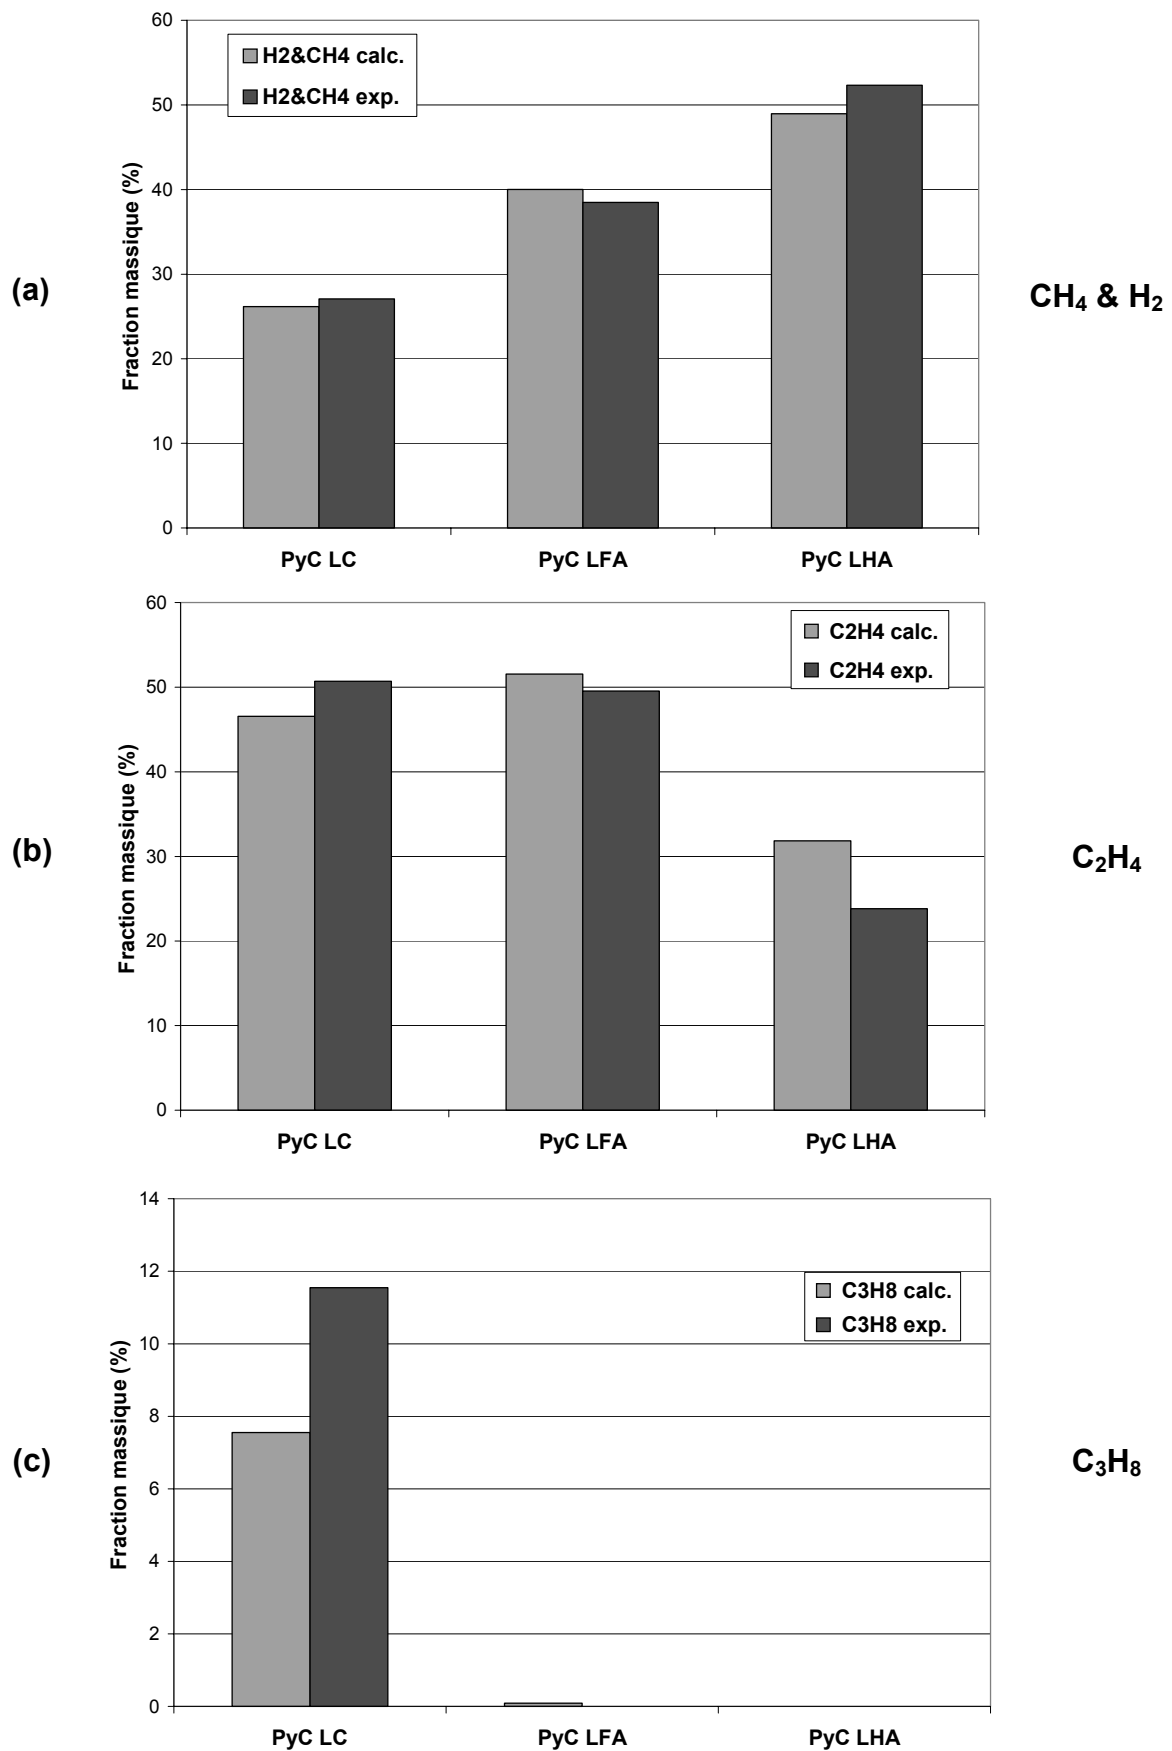 (a)
Fraction massique (%)
60
50
40
30
20
10
0
H2&CH4 calc.
H2&CH4 exp.
PyC LC
PyC LFA
PyC LHA
CH₄ & H₂
(b)
Fraction massique (%)
60
50
40
30
20
10
0
C2H4 calc.
C2H4 exp.
PyC LC
PyC LFA
PyC LHA
C₂H₄
(c)
Fraction massique (%)
14
12
10
8
6
4
2
0
C3H8 calc.
C3H8 exp.
PyC LC
PyC LFA
PyC LHA
C₃H₈